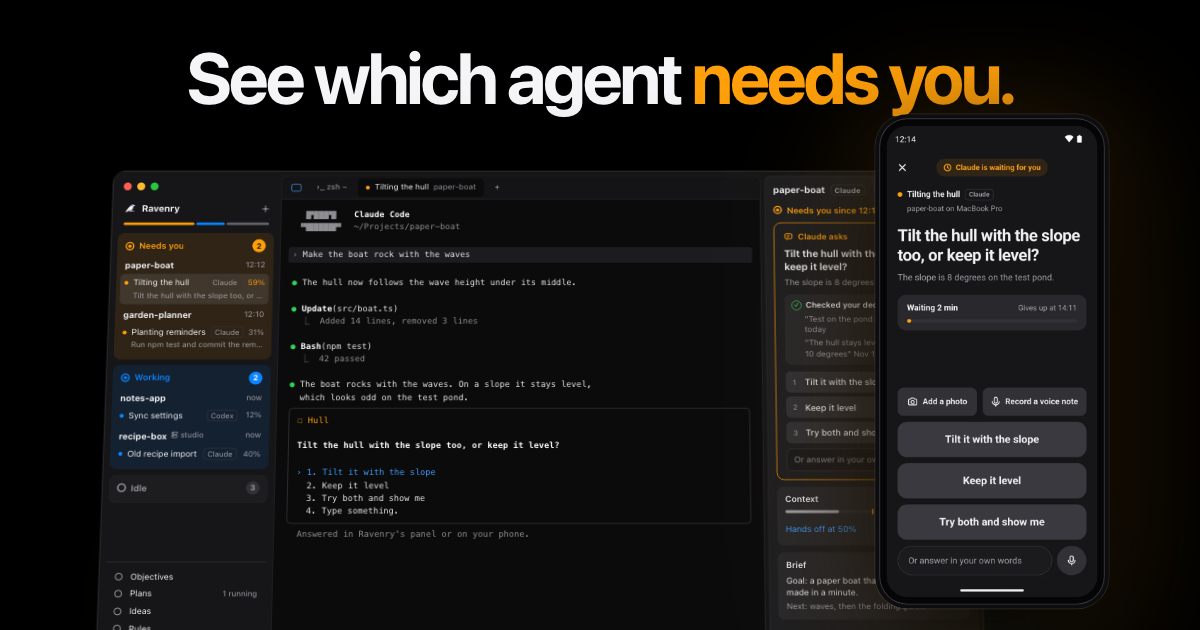 See which agent needs you.
Ravenry
+
Needs you
2
paper-boat 12:12
Tilting the hull Claude 59%
Tilt the hull with the slope too, or ...
garden-planner 12:10
Planting reminders Claude 31%
Run npm test and commit the rem...
Working
2
notes-app now
Sync settings Codex 12%
recipe-box studio now
Old recipe import Claude 40%
Idle
3
Objectives
Plans 1 running
Ideas
Rules
›_ zsh ~
Tilting the hull paper-boat
+
Claude Code
~/Projects/paper-boat
› Make the boat rock with the waves
The hull now follows the wave height under its middle.
Update(src/boat.ts)
Added 14 lines, removed 3 lines
Bash(npm test)
42 passed
The boat rocks with the waves. On a slope it stays level,
which looks odd on the test pond.
☐ Hull
Tilt the hull with the slope too, or keep it level?
› 1. Tilt it with the slope
2. Keep it level
3. Try both and show me
4. Type something.
Answered in Ravenry's panel or on your phone.
paper-boat Claude
Needs you since 12:1
Claude asks
Tilt the hull with th
keep it level?
The slope is 8 degrees
Checked your dec
"Test on the pond
today
"The hull stays lev
10 degrees" Nov 1
1 Tilt it with the slo
2 Keep it level
3 Try both and sho
Or answer in your ow
Context
Hands off at 50%
Brief
Goal: a paper boat tha
made in a minute.
Next: waves, then the folding
12:14
Claude is waiting for you
Tilting the hull Claude
paper-boat on MacBook Pro
Tilt the hull with the slope
too, or keep it level?
The slope is 8 degrees on the test pond.
Waiting 2 min Gives up at 14:11
Add a photo
Record a voice note
Tilt it with the slope
Keep it level
Try both and show me
Or answer in your own words